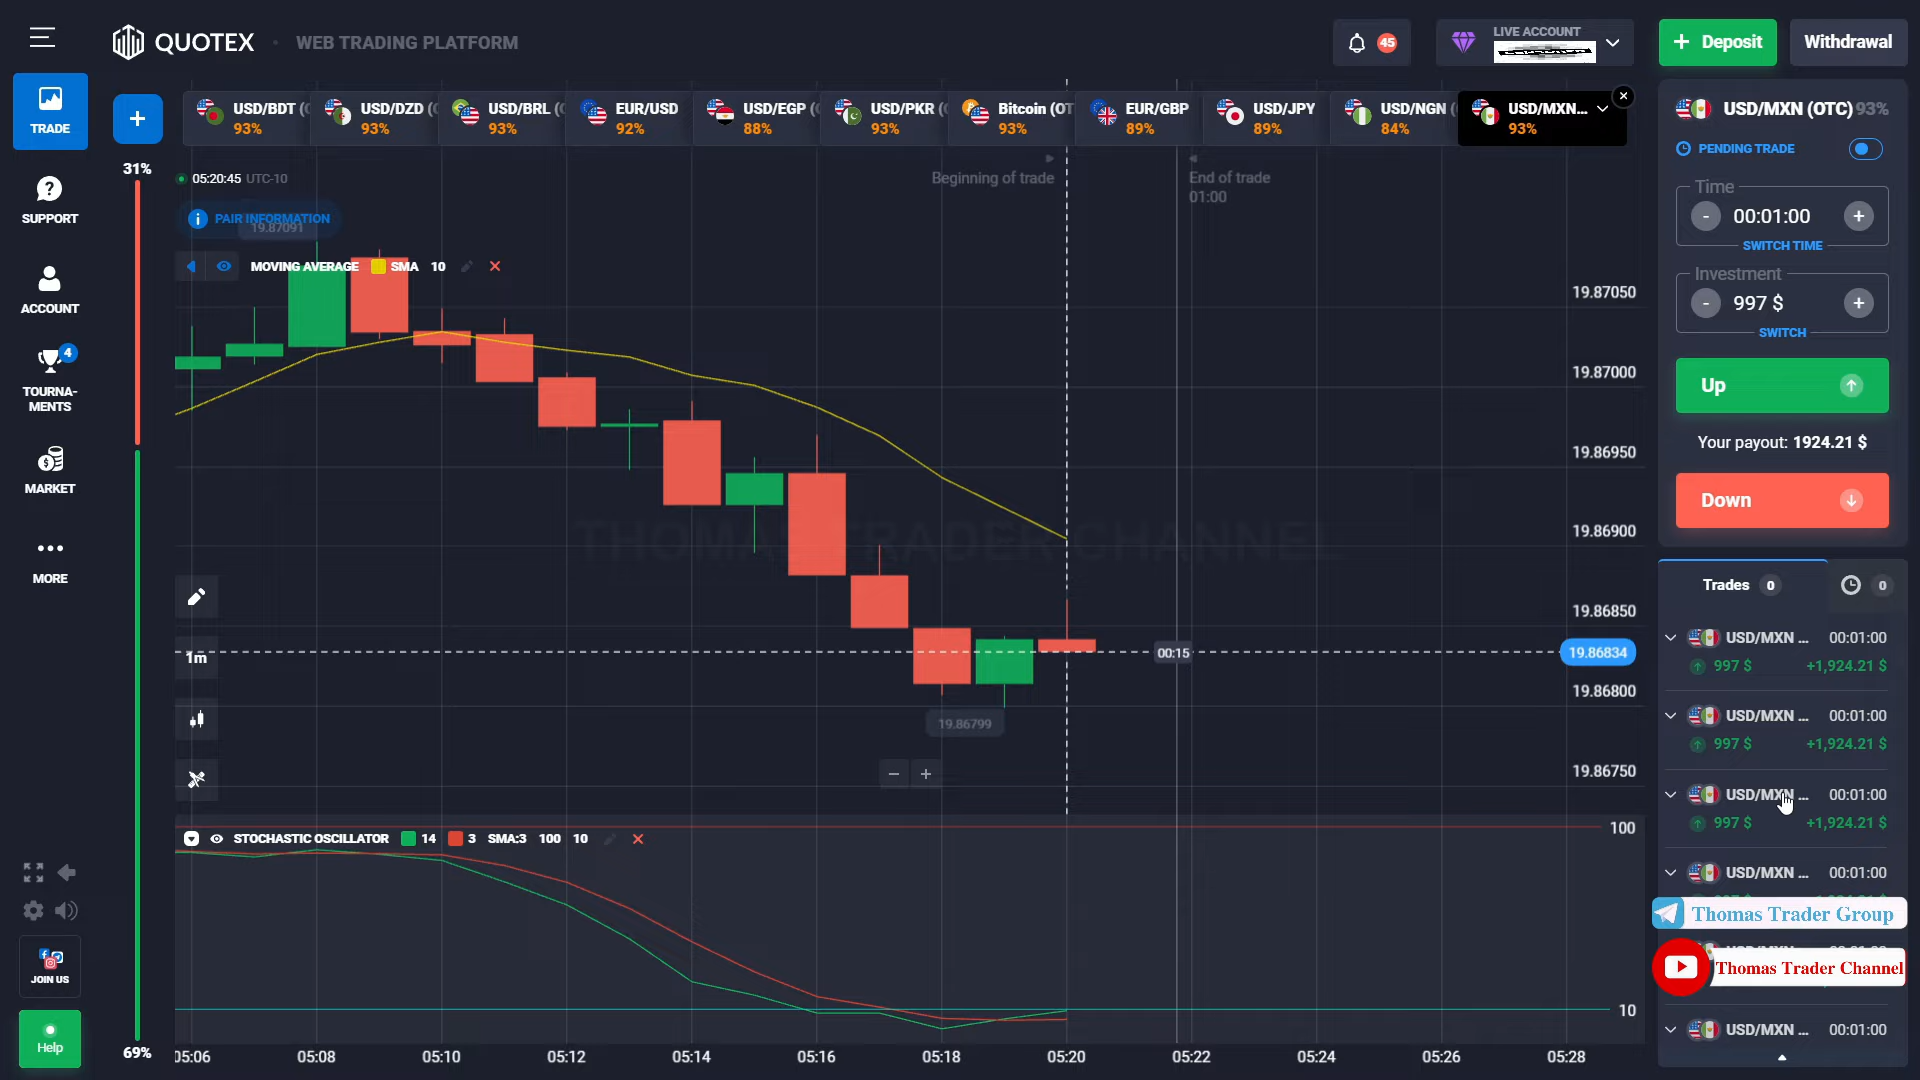 QUOTEX
WEB TRADING PLATFORM
45
LIVE ACCOUNT
+ Deposit
Withdrawal
TRADE
SUPPORT
ACCOUNT
4
TOURNA-
MENTS
MARKET
MORE
JOIN US
Help
+
USD/BDT (
93%
USD/DZD (
93%
USD/BRL (
93%
EUR/USD
92%
USD/EGP (
88%
USD/PKR (
93%
Bitcoin (OT
93%
EUR/GBP
89%
USD/JPY
89%
USD/NGN (
84%
USD/MXN...
93%
31%
69%
05:20:45 UTC-10
PAIR INFORMATION
19.87091
MOVING AVERAGE SMA 10
Beginning of trade
End of trade
01:00
THOMAS TRADER CHANNEL
1m
00:15
19.86799
19.87050
19.87000
19.86950
19.86900
19.86850
19.86834
19.86800
19.86750
STOCHASTIC OSCILLATOR 14 3 SMA:3 100 10
100
10
05:06 05:08 05:10 05:12 05:14 05:16 05:18 05:20 05:22 05:24 05:26 05:28
USD/MXN (OTC) 93%
PENDING TRADE
Time
- 00:01:00 +
SWITCH TIME
Investment
- 997 $ +
SWITCH
Up
Your payout: 1924.21 $
Down
Trades 0
0
USD/MXN ... 00:01:00
997 $ +1,924.21 $
USD/MXN ... 00:01:00
997 $ +1,924.21 $
USD/MXN ... 00:01:00
997 $ +1,924.21 $
USD/MXN ... 00:01:00
Thomas Trader Group
Thomas Trader Channel
USD/MXN ... 00:01:00